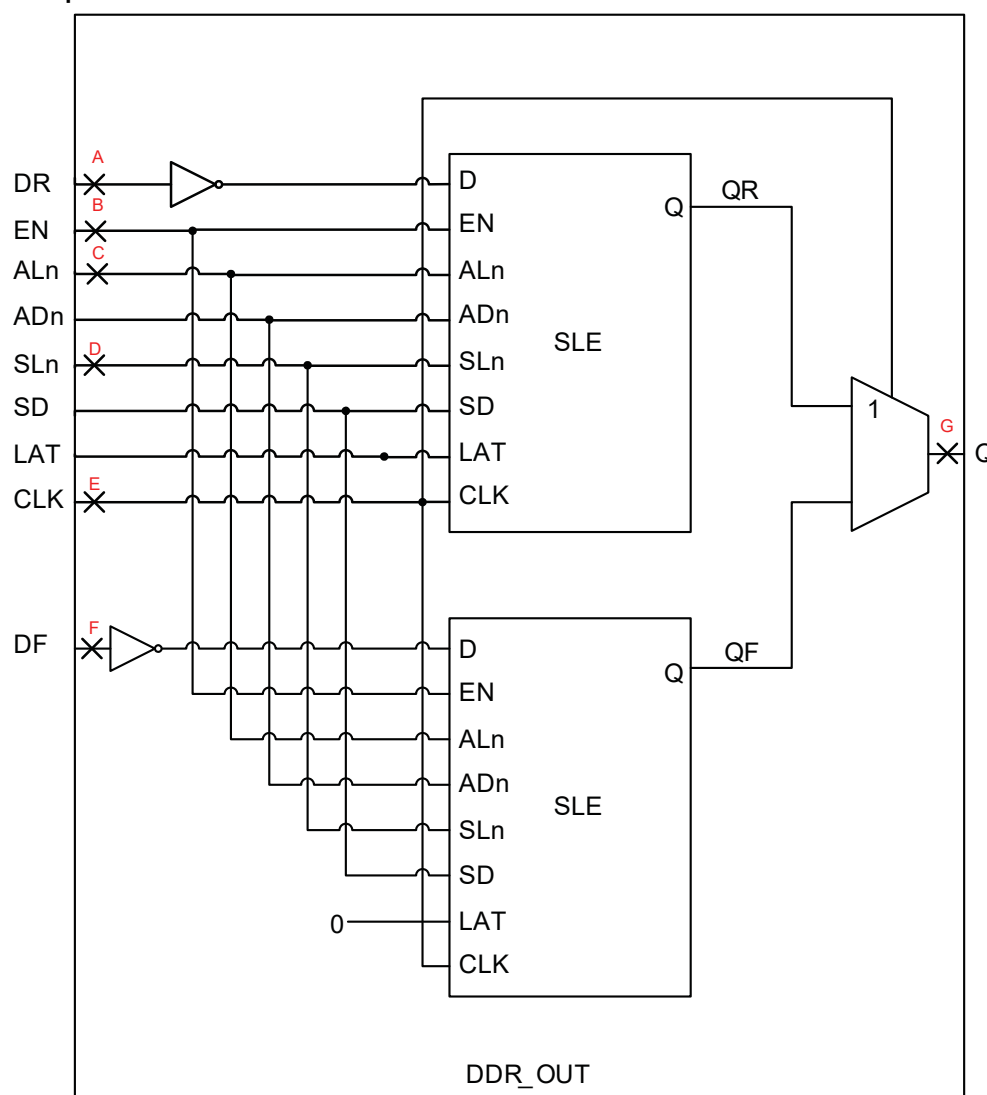 A
DR
B
EN
C
ALn
ADn
D
SLn
SD
LAT
E
CLK
F
DF
D
EN
ALn
ADn
SLn
SD
LAT
CLK
SLE
Q
QR
1
G
Q
D
EN
ALn
ADn
SLn
SD
0
LAT
CLK
SLE
Q
QF
DDR_OUT